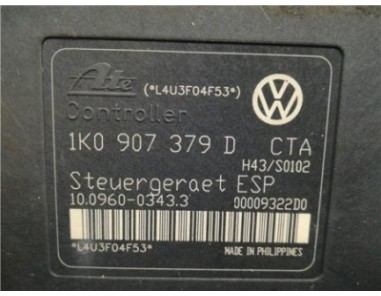 Ate (*L4U3F04F53*)
Controller
1K0 907 379 D CTA
H43/S0102
Steuergeraet ESP
10.0960-0343.3 00009322D0
*L4U3F04F53* MADE IN PHILIPPINES